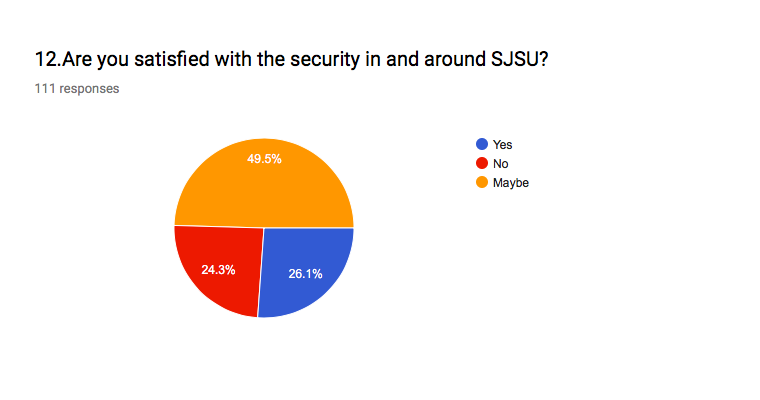 12.Are you satisfied with the security in and around SJSU?
111 responses
49.5%
24.3%
26.1%
Yes
No
Maybe